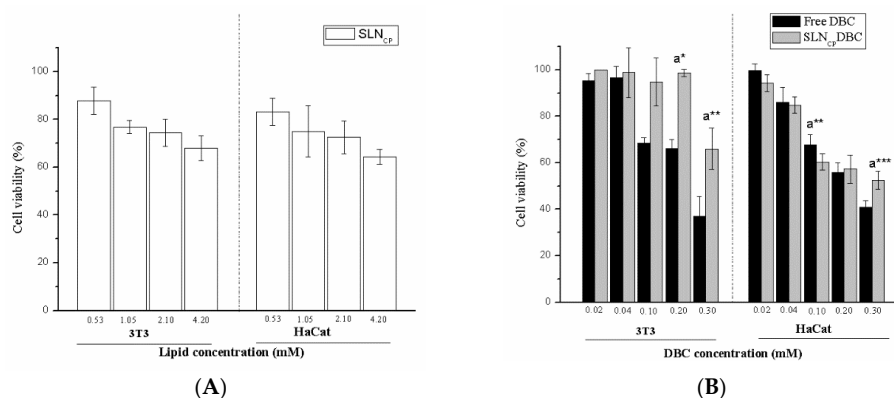 SLN_CP
100
80
60
40
20
0
Cell viability (%)
0.53 1.05 2.10 4.20 0.53 1.05 2.10 4.20
3T3 HaCat
Lipid concentration (mM)
(A)
Free DBC
SLN_CP DBC
100
80
60
40
20
0
Cell viability (%)
a*
a**
a**
a***
0.02 0.04 0.10 0.20 0.30 0.02 0.04 0.10 0.20 0.30
3T3 HaCat
DBC concentration (mM)
(B)